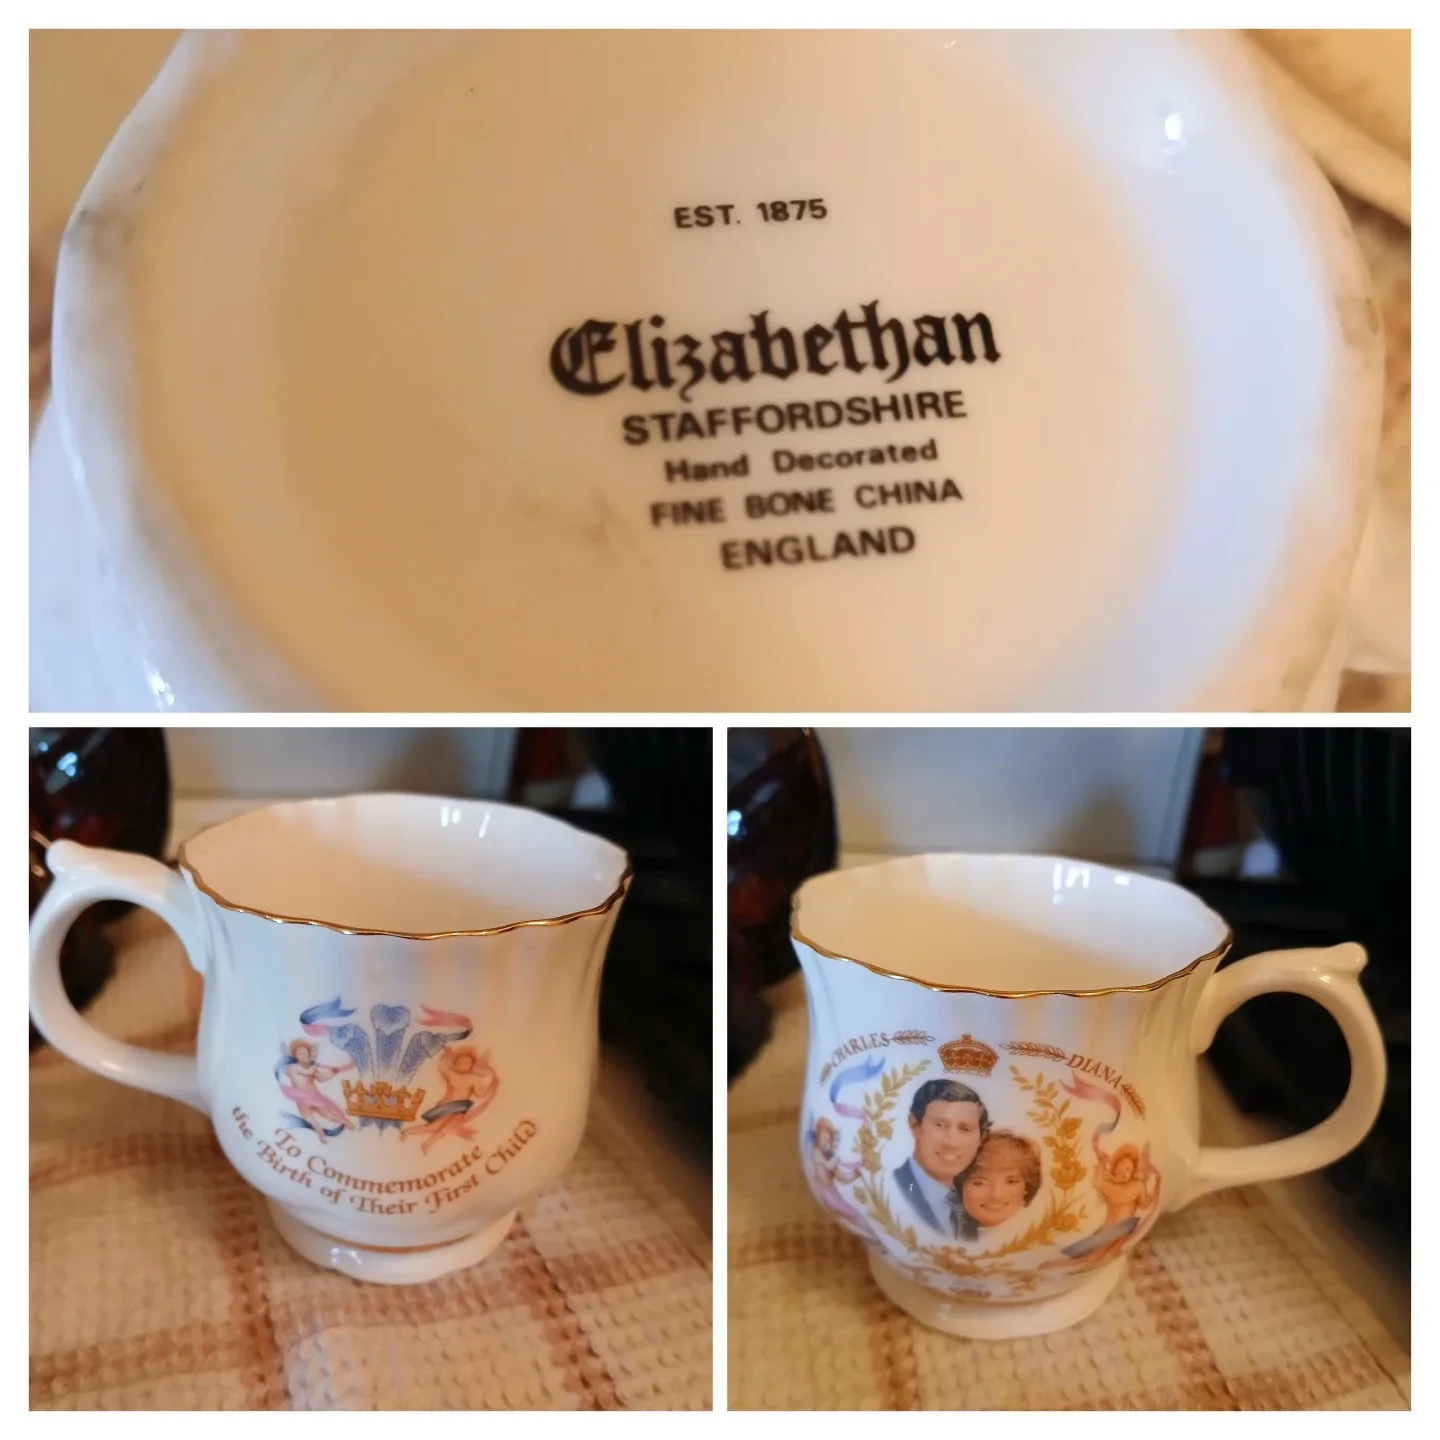 EST. 1875
Elizabethan
STAFFORDSHIRE
Hand Decorated
FINE BONE CHINA
ENGLAND
To Commemorate
the Birth of Their First Child
CHARLES
DIANA